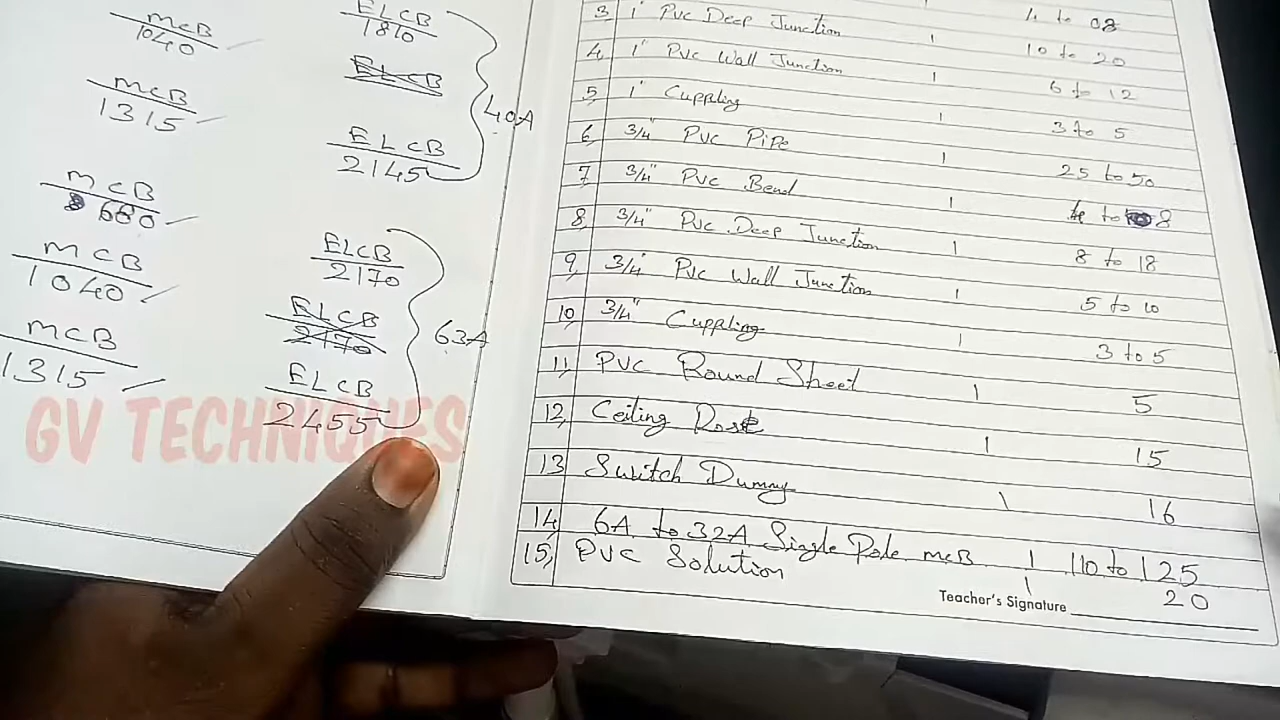 MCB
1040
MCB
1315
MCB
660
MCB
1040
MCB
1315
ELCB
1810
ELCB
ELCB
2145
40A
ELCB
2170
ELCB
2170
ELCB
2455
63A
GV TECHNIQUES
4 to 08
3, 1" Pvc Deep Junction 1 10 to 20
4, 1" Pvc Wall Junction 1 6 to 12
5, 1" Cuppling 1 3 to 5
6, 3/4" PVC PiPe 1 25 to 50
7, 3/4" PVC Bend 1 4 to 8
8, 3/4" PVC Deep Junction 1 8 to 18
9, 3/4" PVC Wall Junction 1 5 to 10
10, 3/4" Cuppling 1 3 to 5
11, PVC Round Sheet 1 5
12, Ceiling Rose 1 15
13 Switch Dummy 1 16
14, 6A to 32A Single Pole MCB 1 110 to 125
15, PVC Solution 1 20
Teacher's Signature